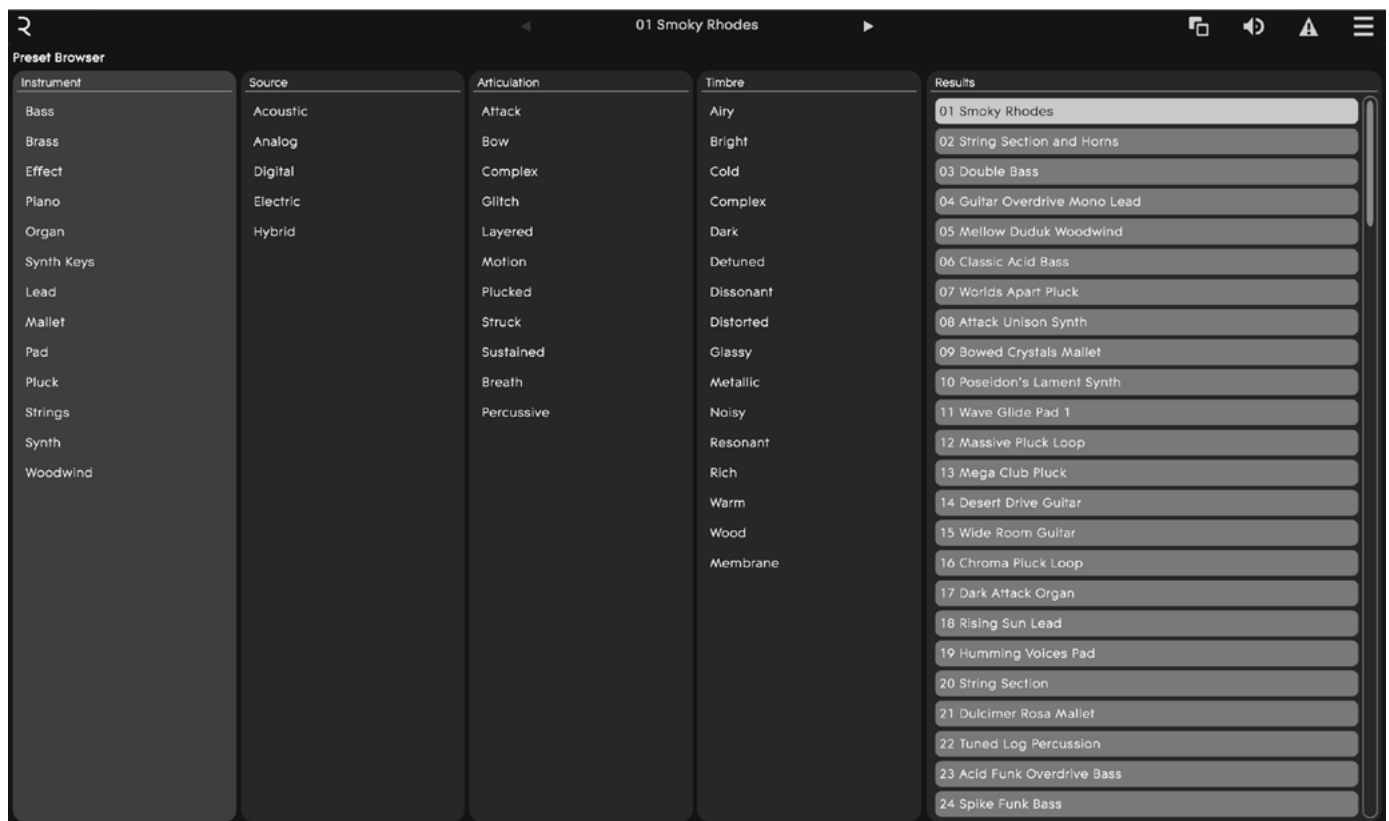 01 Smoky Rhodes
Preset Browser
Instrument
Bass
Brass
Effect
Piano
Organ
Synth Keys
Lead
Mallet
Pad
Pluck
Strings
Synth
Woodwind
Source
Acoustic
Analog
Digital
Electric
Hybrid
Articulation
Attack
Bow
Complex
Glitch
Layered
Motion
Plucked
Struck
Sustained
Breath
Percussive
Timbre
Airy
Bright
Cold
Complex
Dark
Detuned
Dissonant
Distorted
Glassy
Metallic
Noisy
Resonant
Rich
Warm
Wood
Membrane
Results
01 Smoky Rhodes
02 String Section and Horns
03 Double Bass
04 Guitar Overdrive Mono Lead
05 Mellow Duduk Woodwind
06 Classic Acid Bass
07 Worlds Apart Pluck
08 Attack Unison Synth
09 Bowed Crystals Mallet
10 Poseidon's Lament Synth
11 Wave Glide Pad 1
12 Massive Pluck Loop
13 Mega Club Pluck
14 Desert Drive Guitar
15 Wide Room Guitar
16 Chroma Pluck Loop
17 Dark Attack Organ
18 Rising Sun Lead
19 Humming Voices Pad
20 String Section
21 Dulcimer Rosa Mallet
22 Tuned Log Percussion
23 Acid Funk Overdrive Bass
24 Spike Funk Bass